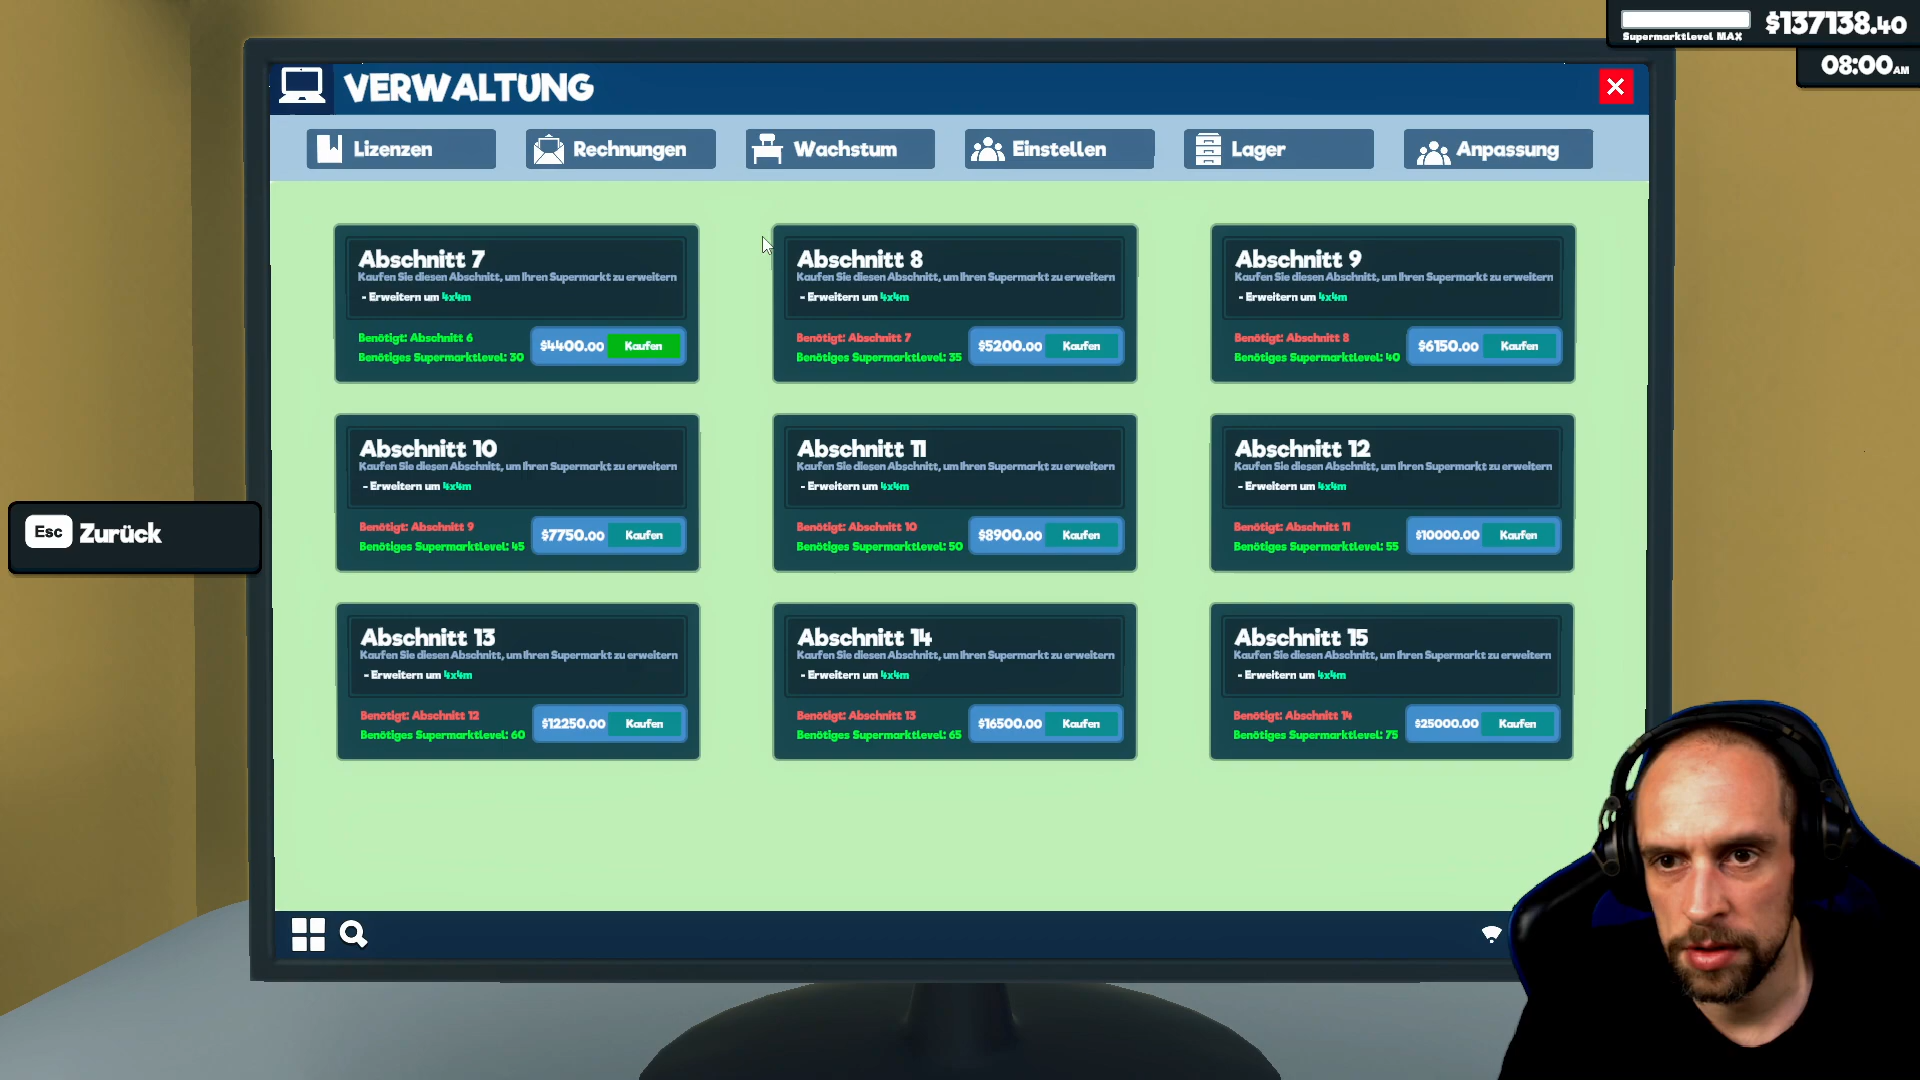 $137138.40
Supermarktlevel MAX
08:00AM
VERWALTUNG
Lizenzen
Rechnungen
Wachstum
Einstellen
Lager
Anpassung
Abschnitt 7
Kaufen Sie diesen Abschnitt, um Ihren Supermarkt zu erweitern
- Erweitern um 4x4m
Benötigt: Abschnitt 6
Benötiges Supermarktlevel: 30
$4400.00 Kaufen
Abschnitt 8
Kaufen Sie diesen Abschnitt, um Ihren Supermarkt zu erweitern
- Erweitern um 4x4m
Benötigt: Abschnitt 7
Benötiges Supermarktlevel: 35
$5200.00 Kaufen
Abschnitt 9
Kaufen Sie diesen Abschnitt, um Ihren Supermarkt zu erweitern
- Erweitern um 4x4m
Benötigt: Abschnitt 8
Benötiges Supermarktlevel: 40
$6150.00 Kaufen
Abschnitt 10
Kaufen Sie diesen Abschnitt, um Ihren Supermarkt zu erweitern
- Erweitern um 4x4m
Benötigt: Abschnitt 9
Benötiges Supermarktlevel: 45
$7750.00 Kaufen
Abschnitt 11
Kaufen Sie diesen Abschnitt, um Ihren Supermarkt zu erweitern
- Erweitern um 4x4m
Benötigt: Abschnitt 10
Benötiges Supermarktlevel: 50
$8900.00 Kaufen
Abschnitt 12
Kaufen Sie diesen Abschnitt, um Ihren Supermarkt zu erweitern
- Erweitern um 4x4m
Benötigt: Abschnitt 11
Benötiges Supermarktlevel: 55
$10000.00 Kaufen
Esc Zurück
Abschnitt 13
Kaufen Sie diesen Abschnitt, um Ihren Supermarkt zu erweitern
- Erweitern um 4x4m
Benötigt: Abschnitt 12
Benötiges Supermarktlevel: 60
$12250.00 Kaufen
Abschnitt 14
Kaufen Sie diesen Abschnitt, um Ihren Supermarkt zu erweitern
- Erweitern um 4x4m
Benötigt: Abschnitt 13
Benötiges Supermarktlevel: 65
$16500.00 Kaufen
Abschnitt 15
Kaufen Sie diesen Abschnitt, um Ihren Supermarkt zu erweitern
- Erweitern um 4x4m
Benötigt: Abschnitt 14
Benötiges Supermarktlevel: 75
$25000.00 Kaufen